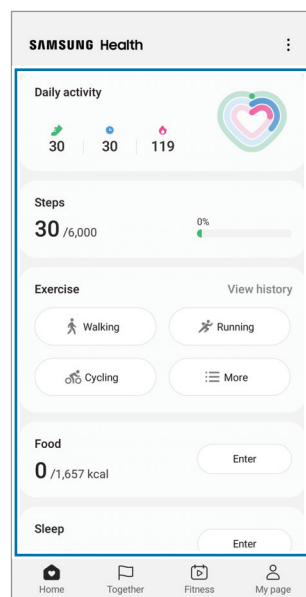 SAMSUNG Health
Daily activity
30 30 119
Steps
30 /6,000
0%
Exercise View history
Walking Running
Cycling More
Food
0 /1,657 kcal
Enter
Sleep
Enter
Home Together Fitness My page